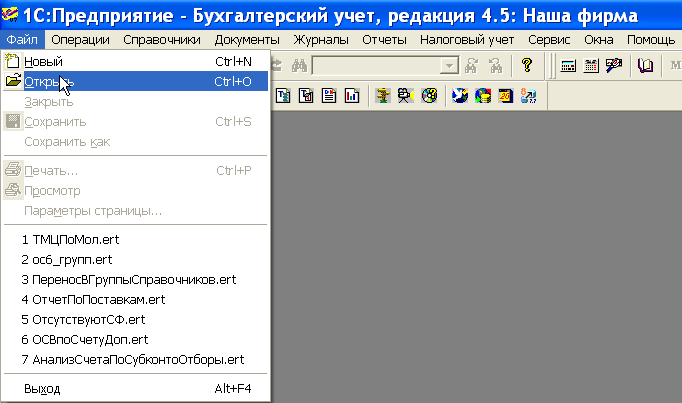 1С:Предприятие - Бухгалтерский учет, редакция 4.5: Наша фирма
Файл Операции Справочники Документы Журналы Отчеты Налоговый учет Сервис Окна Помощь
Новый Ctrl+N
Открыть Ctrl+O
Закрыть
Сохранить Ctrl+S
Сохранить как
Печать... Ctrl+P
Просмотр
Параметры страницы...
1 ТМЦПоМол.ert
2 ос6_групп.ert
3 ПереносВГруппыСправочников.ert
4 ОтчетПоПоставкам.ert
5 ОтсутствуютСФ.ert
6 ОСВпоСчетуДоп.ert
7 АнализСчетаПоСубконтоОтборы.ert
Выход Alt+F4